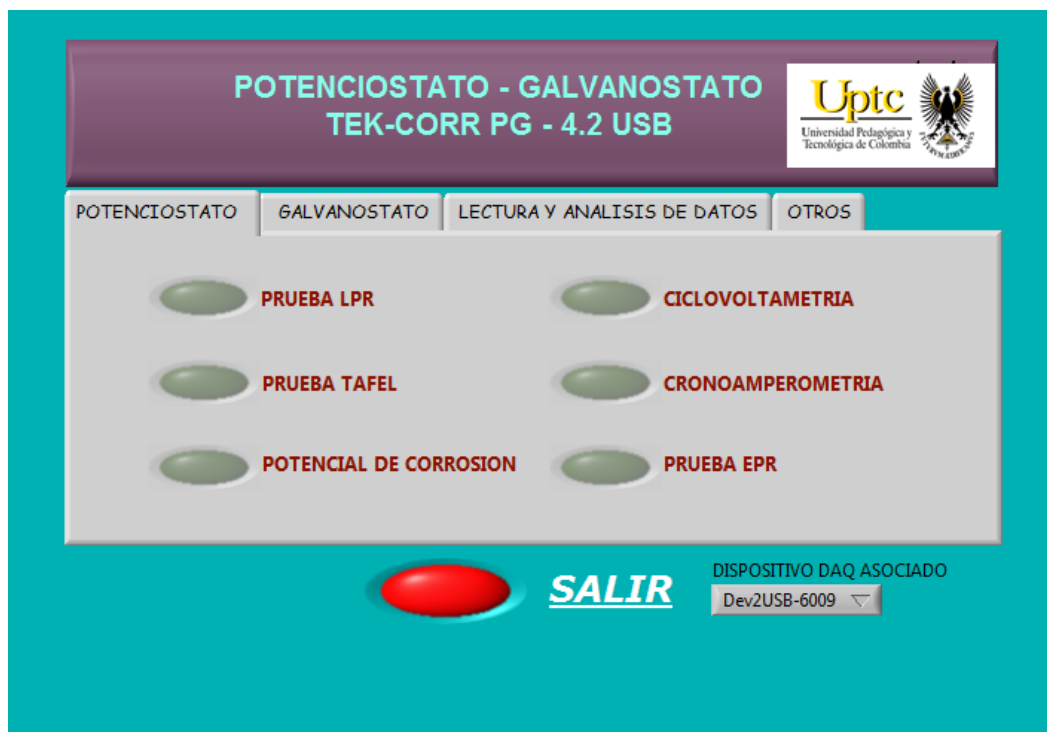 POTENCIOSTATO - GALVANOSTATO
TEK-CORR PG - 4.2 USB
Uptc
Universidad Pedagógica y
Tecnológica de Colombia
POTENCIOSTATO
GALVANOSTATO
LECTURA Y ANALISIS DE DATOS
OTROS
PRUEBA LPR
CICLOVOLTAMETRIA
PRUEBA TAFEL
CRONOAMPEROMETRIA
POTENCIAL DE CORROSION
PRUEBA EPR
SALIR
DISPOSITIVO DAQ ASOCIADO
Dev2USB-6009